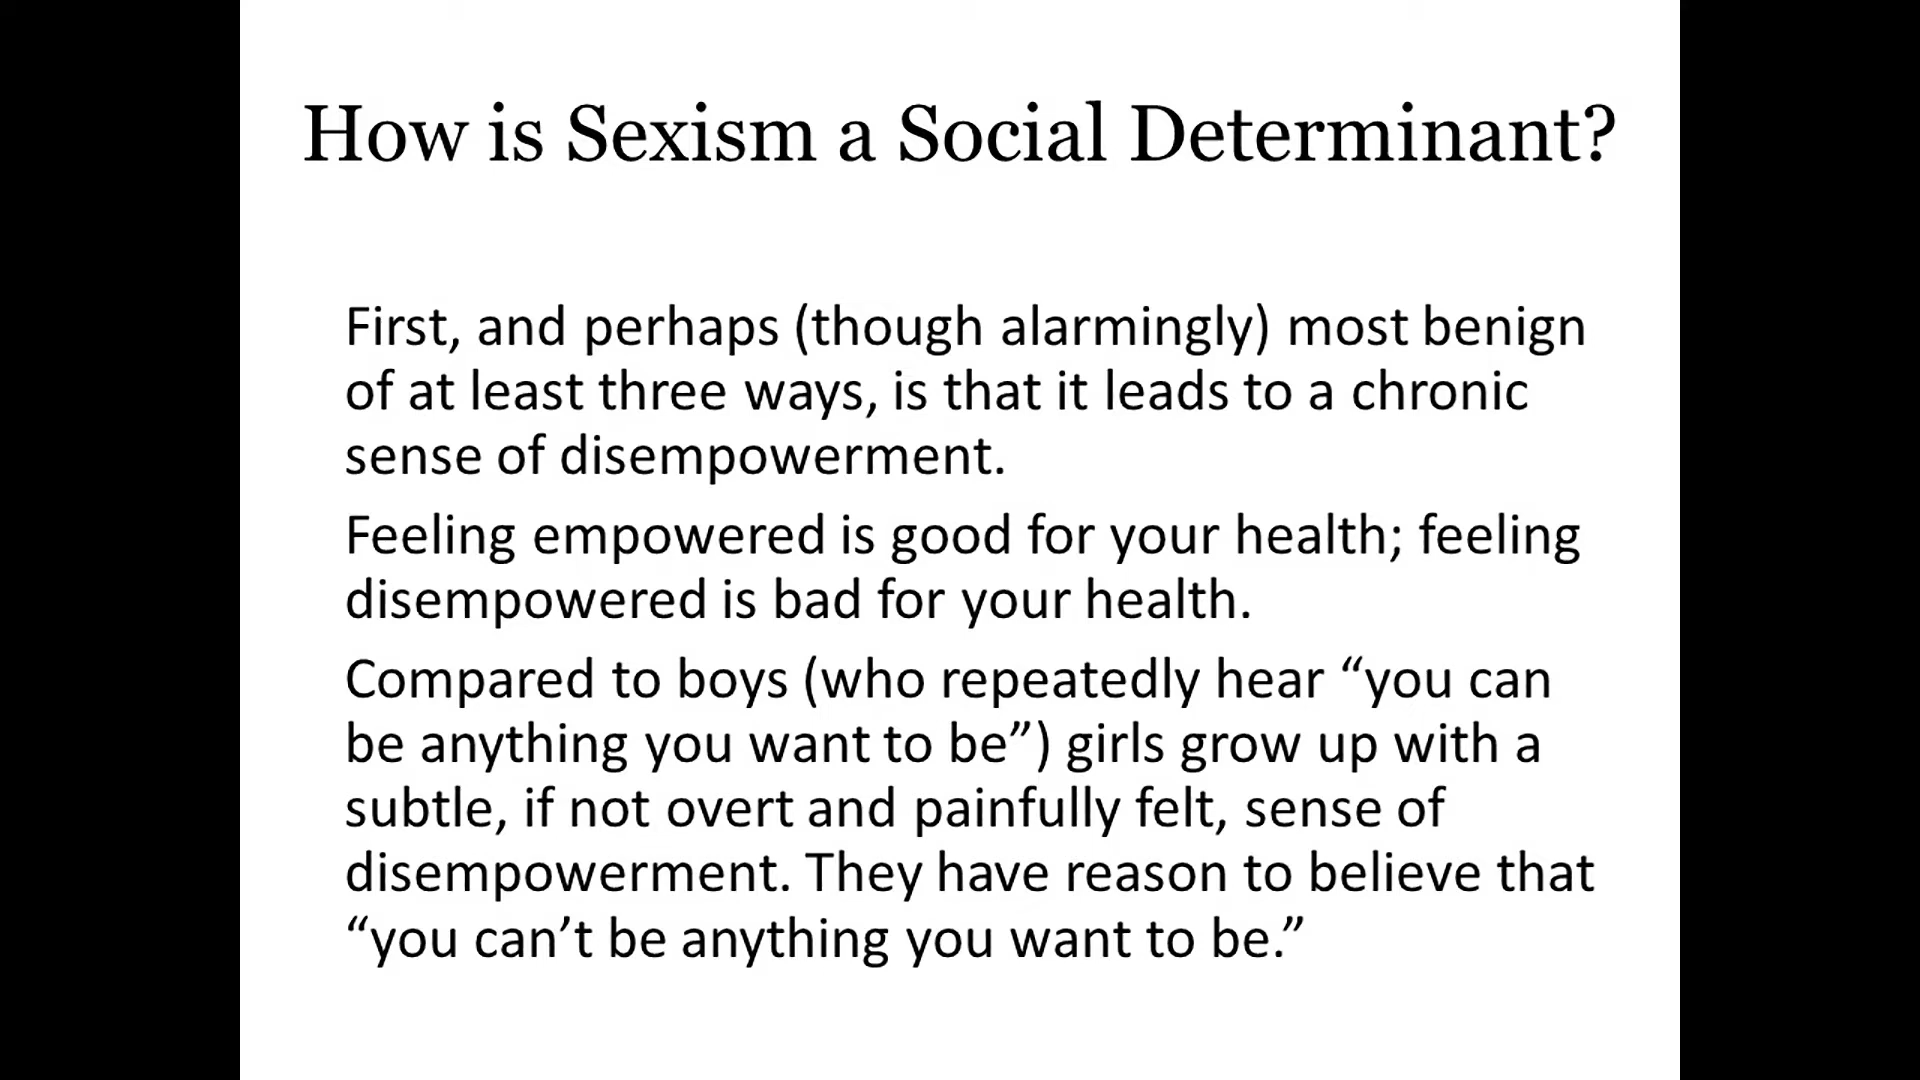 How is Sexism a Social Determinant?
First, and perhaps (though alarmingly) most benign
of at least three ways, is that it leads to a chronic
sense of disempowerment.
Feeling empowered is good for your health; feeling
disempowered is bad for your health.
Compared to boys (who repeatedly hear “you can
be anything you want to be”) girls grow up with a
subtle, if not overt and painfully felt, sense of
disempowerment. They have reason to believe that
“you can’t be anything you want to be.”